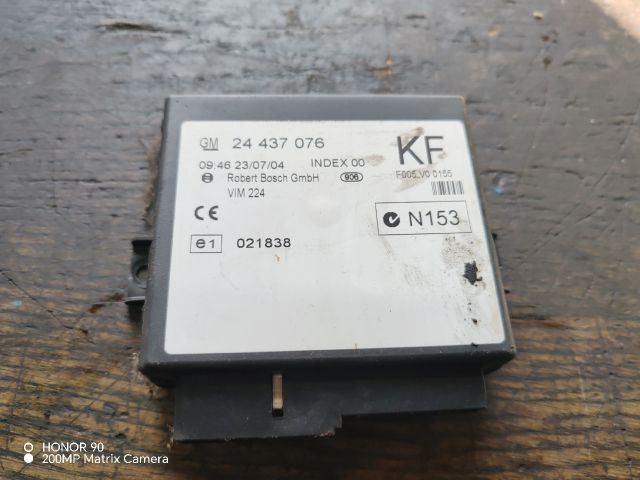 GM 24 437 076
KF
09:46 23/07/04 INDEX 00
F005 V0 0155
Robert Bosch GmbH 906
VIM 224
CE
N153
e1 021838
HONOR 90
200MP Matrix Camera